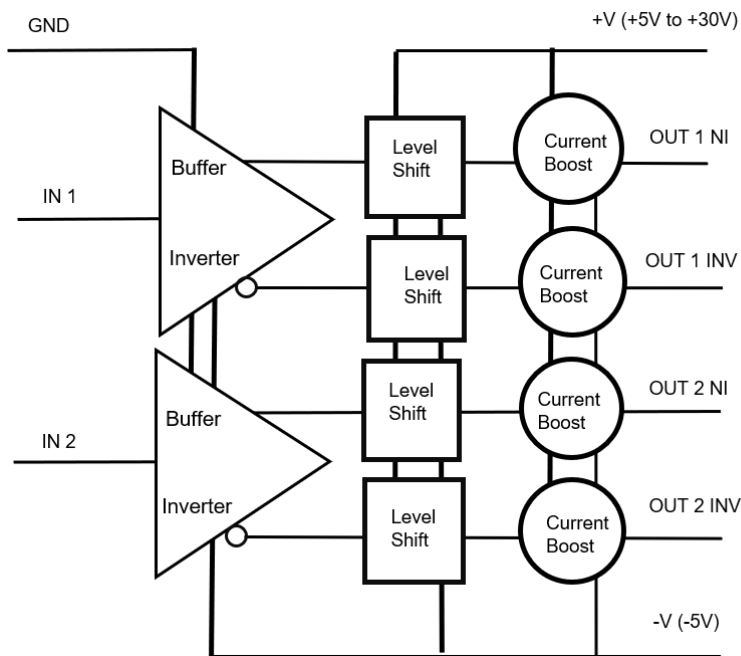 GND
+V (+5V to +30V)
Buffer
Level
Shift
Current
Boost
OUT 1 NI
IN 1
Inverter
Level
Shift
Current
Boost
OUT 1 INV
Buffer
Level
Shift
Current
Boost
OUT 2 NI
IN 2
Inverter
Level
Shift
Current
Boost
OUT 2 INV
-V (-5V)